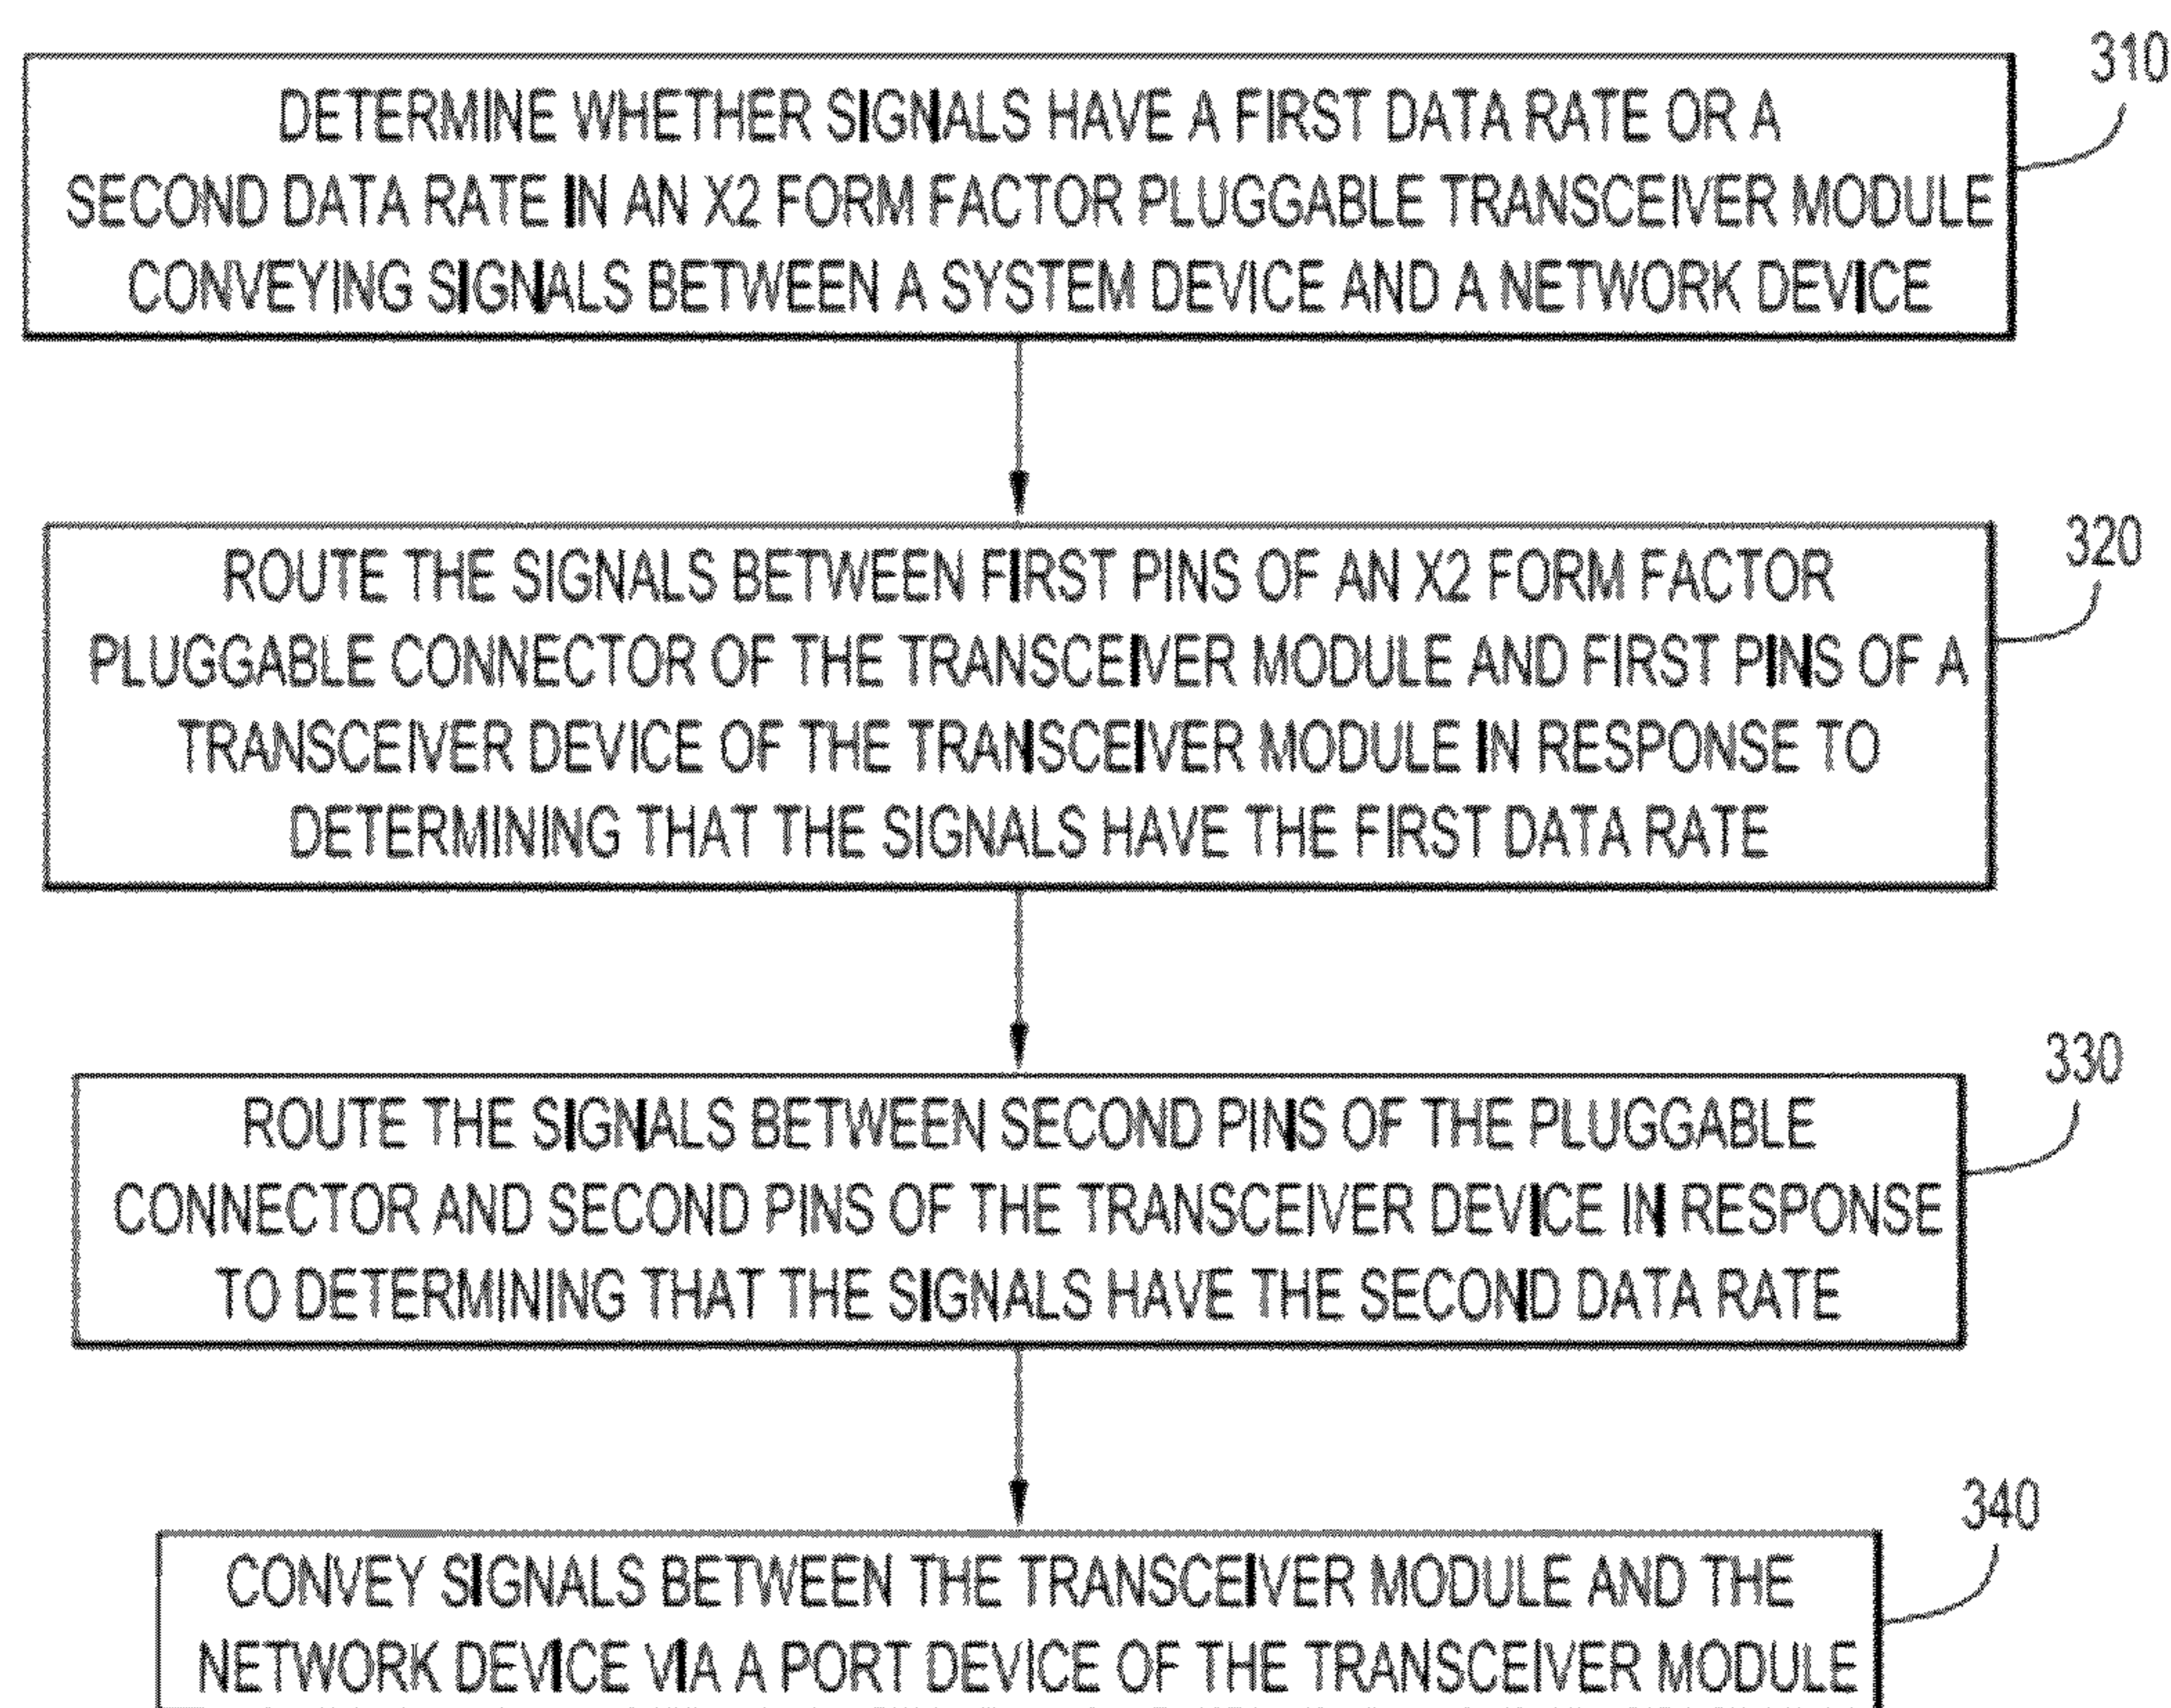 310
DETERMINE WHETHER SIGNALS HAVE A FIRST DATA RATE OR A
SECOND DATA RATE IN AN X2 FORM FACTOR PLUGGABLE TRANSCEIVER MODULE
CONVEYING SIGNALS BETWEEN A SYSTEM DEVICE AND A NETWORK DEVICE
320
ROUTE THE SIGNALS BETWEEN FIRST PINS OF AN X2 FORM FACTOR
PLUGGABLE CONNECTOR OF THE TRANSCEIVER MODULE AND FIRST PINS OF A
TRANSCEIVER DEVICE OF THE TRANSCEIVER MODULE IN RESPONSE TO
DETERMINING THAT THE SIGNALS HAVE THE FIRST DATA RATE
330
ROUTE THE SIGNALS BETWEEN SECOND PINS OF THE PLUGGABLE
CONNECTOR AND SECOND PINS OF THE TRANSCEIVER DEVICE IN RESPONSE
TO DETERMINING THAT THE SIGNALS HAVE THE SECOND DATA RATE
340
CONVEY SIGNALS BETWEEN THE TRANSCEIVER MODULE AND THE
NETWORK DEVICE VIA A PORT DEVICE OF THE TRANSCEIVER MODULE